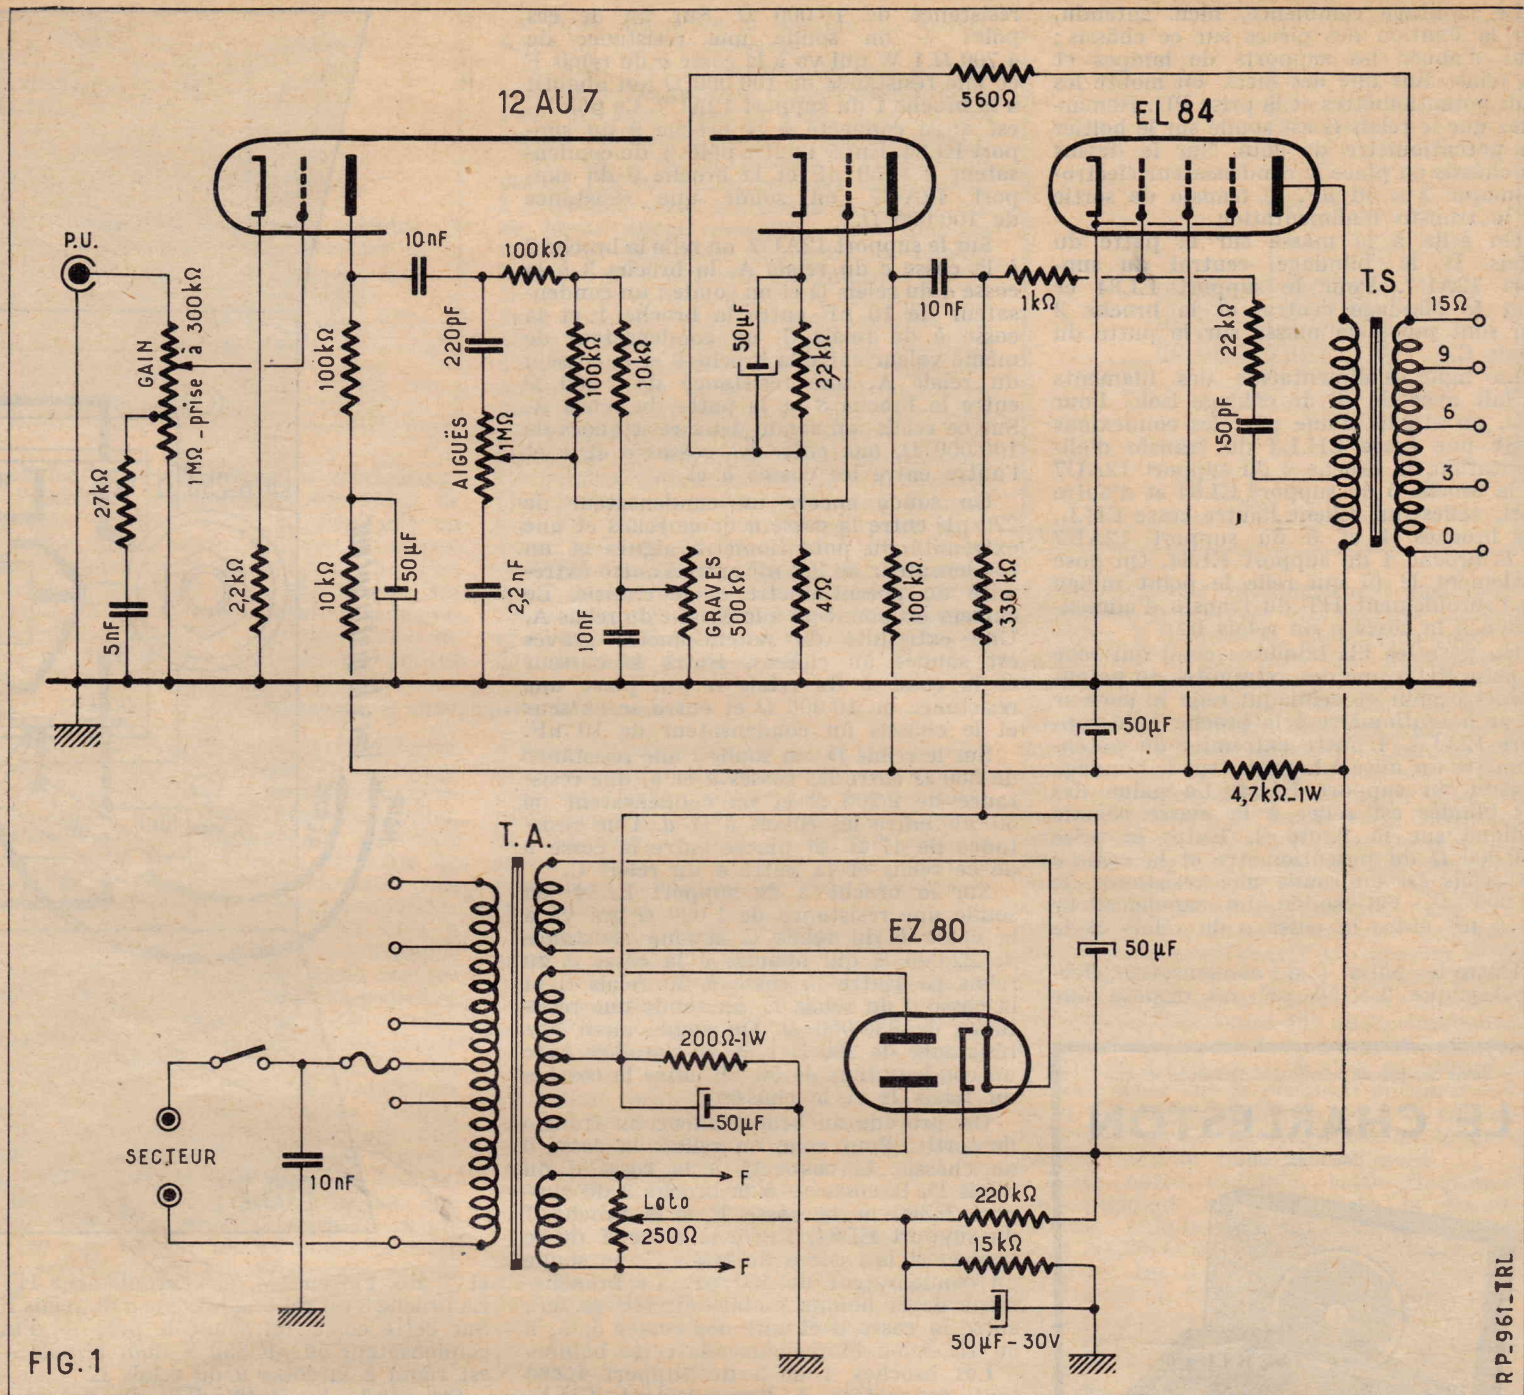 560Ω
12 AU 7
EL 84
P.U.
10nF
100kΩ
T.S
GAIN
1MΩ - prise à 300kΩ
100kΩ
220pF
100kΩ
10kΩ
50µF
2,2kΩ
10nF
1kΩ
22kΩ
150pF
15Ω
9
6
3
0
27kΩ
5nF
2,2kΩ
10kΩ
50µF
AIGUËS
1MΩ
2,2nF
10nF
GRAVES
500kΩ
47Ω
100kΩ
330kΩ
50µF
4,7kΩ-1W
T.A.
EZ 80
50µF
200Ω-1W
50µF
SECTEUR
10nF
F
Loto
250Ω
F
220kΩ
15kΩ
50µF-30V
FIG.1
RP_961_TRL